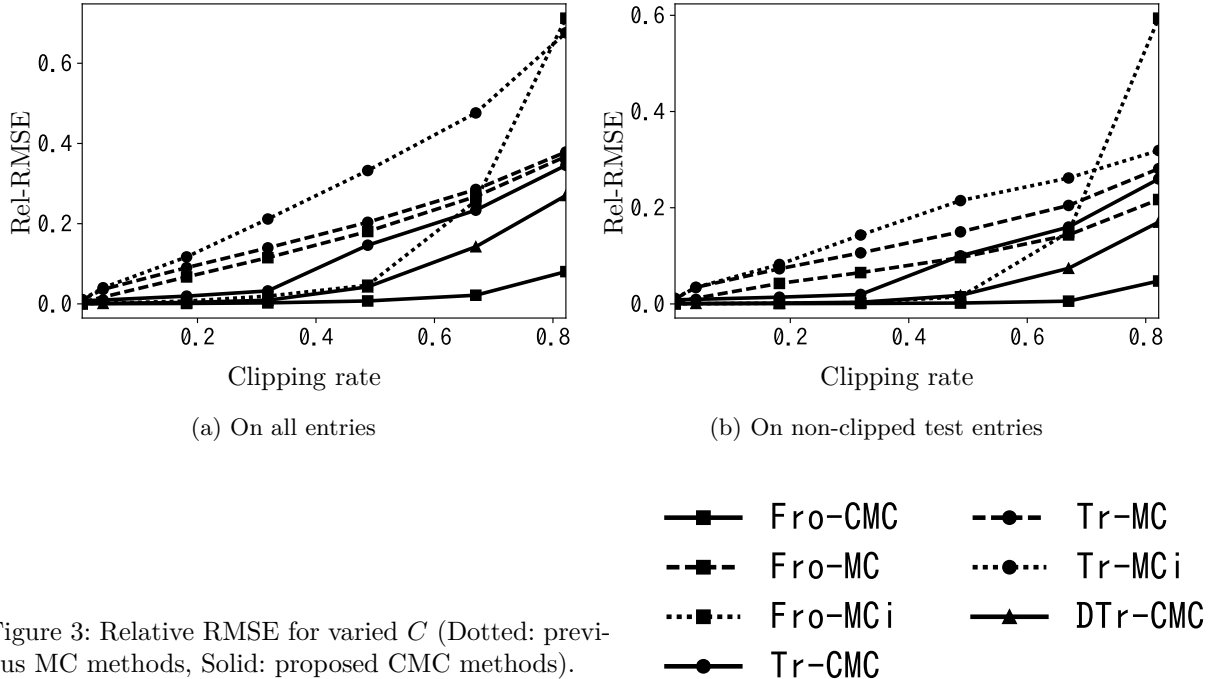 0.6
0.4
0.2
0.0
Rel-RMSE
0.2
0.4
0.6
0.8
Clipping rate
(a) On all entries
0.6
0.4
0.2
0.0
Rel-RMSE
0.2
0.4
0.6
0.8
Clipping rate
(b) On non-clipped test entries
Fro-CMC
Fro-MC
Fro-MCi
Tr-CMC
Tr-MC
Tr-MCi
DTr-CMC
igure 3: Relative RMSE for varied C (Dotted: previ-
us MC methods, Solid: proposed CMC methods).